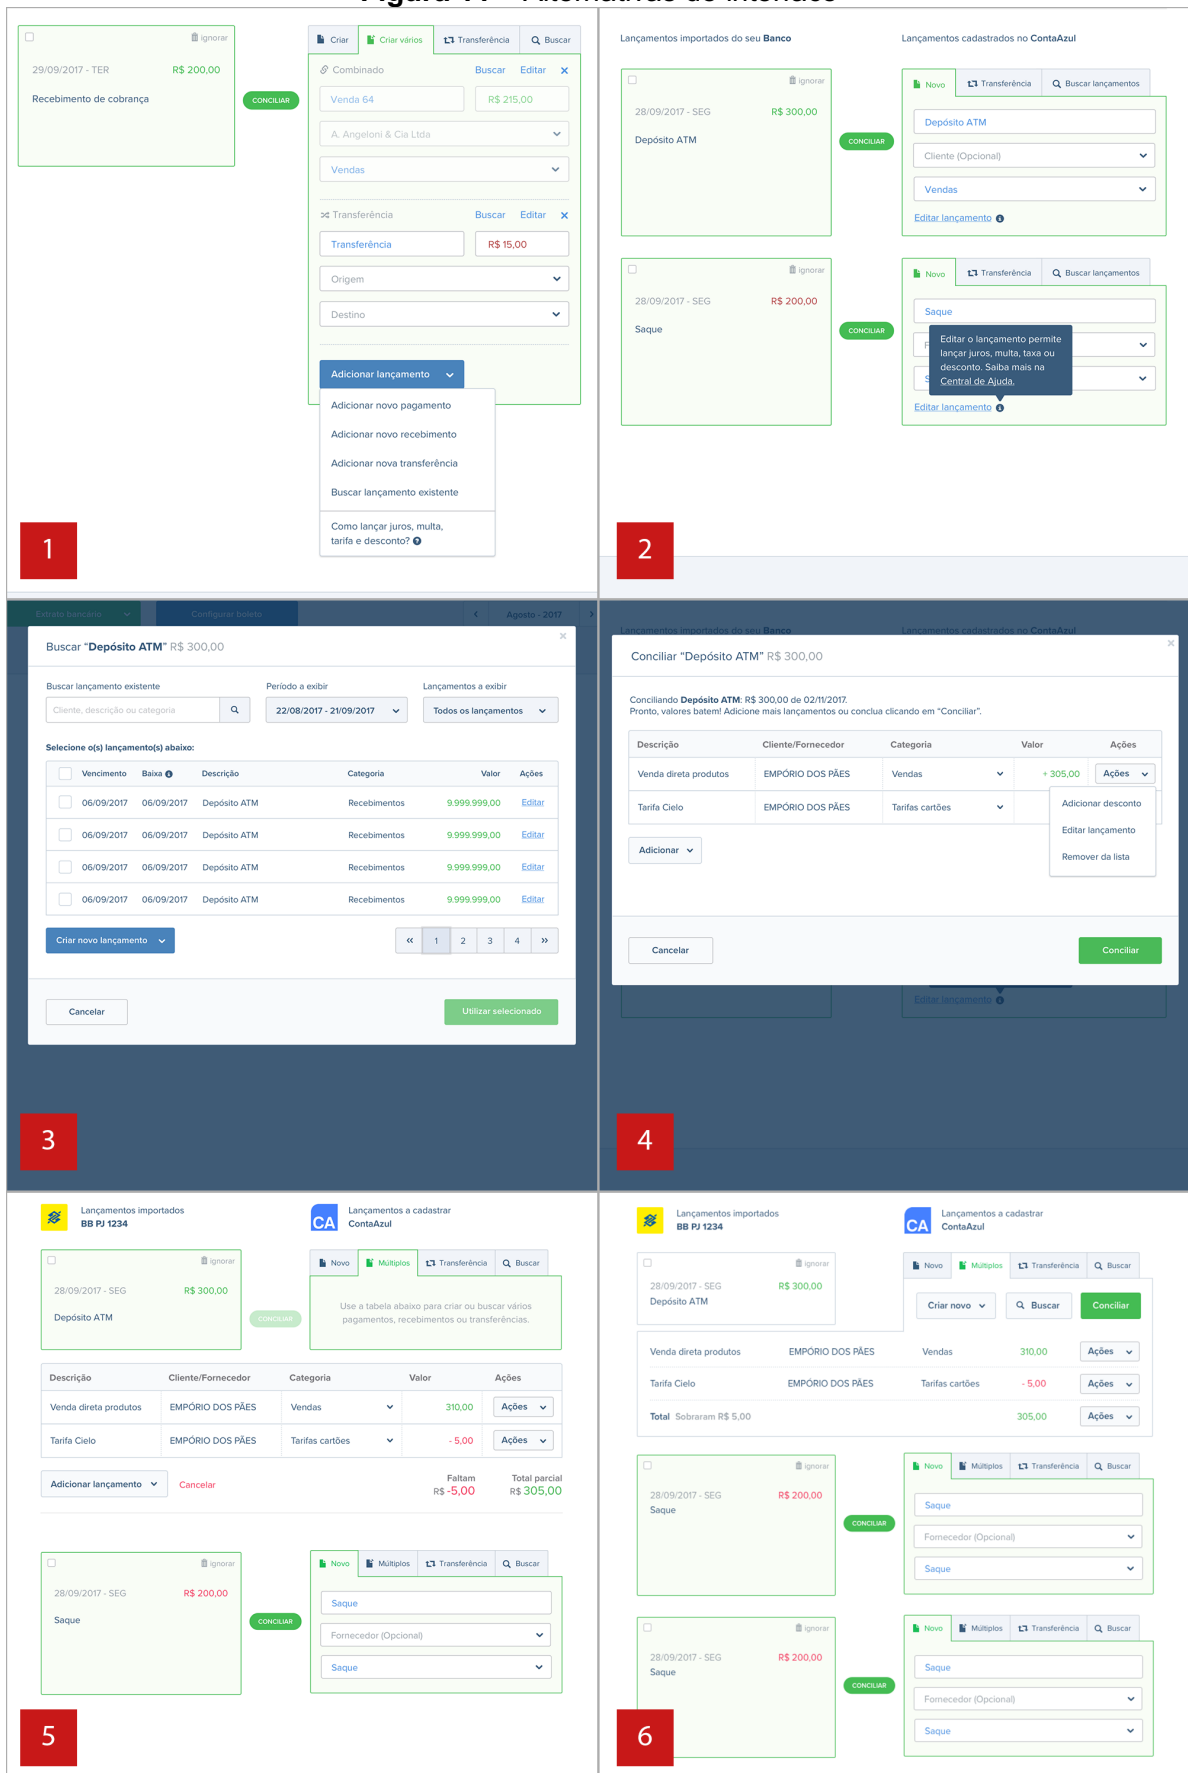 Alternativas de interface
ignorar
29/09/2017 - TER
R$ 200,00
Recebimento de cobrança
CONCILIAR
Criar
Criar vários
Transferência
Buscar
Combinado
Buscar
Editar
×
Venda 64
R$ 215,00
A. Angeloni & Cia Ltda
Vendas
Transferência
Buscar
Editar
×
Transferência
R$ 15,00
Origem
Destino
Adicionar lançamento
Adicionar novo pagamento
Adicionar novo recebimento
Adicionar nova transferência
Buscar lançamento existente
Como lançar juros, multa,
tarifa e desconto?
1
Lançamentos importados do seu Banco
Lançamentos cadastrados no ContaAzul
ignorar
28/09/2017 - SEG
R$ 300,00
Depósito ATM
CONCILIAR
Novo
Transferência
Buscar lançamentos
Depósito ATM
Cliente (Opcional)
Vendas
Editar lançamento
ignorar
28/09/2017 - SEG
R$ 200,00
Saque
CONCILIAR
Novo
Transferência
Buscar lançamentos
Saque
Editar o lançamento permite
lançar juros, multa, taxa ou
desconto. Saiba mais na
Central de Ajuda.
Editar lançamento
2
Extrato bancário
Configurar boleto
Agosto - 2017
Buscar “Depósito ATM” R$ 300,00
×
Buscar lançamento existente
Período a exibir
Lançamentos a exibir
Cliente, descrição ou categoria
22/08/2017 - 21/09/2017
Todos os lançamentos
Selecione o(s) lançamento(s) abaixo:
Vencimento
Baixa
Descrição
Categoria
Valor
Ações
06/09/2017
06/09/2017
Depósito ATM
Recebimentos
9.999.999,00
Editar
06/09/2017
06/09/2017
Depósito ATM
Recebimentos
9.999.999,00
Editar
06/09/2017
06/09/2017
Depósito ATM
Recebimentos
9.999.999,00
Editar
06/09/2017
06/09/2017
Depósito ATM
Recebimentos
9.999.999,00
Editar
Criar novo lançamento
« 1 2 3 4 »
Cancelar
Utilizar selecionado
3
Lançamentos importados do seu Banco
Lançamentos cadastrados no ContaAzul
Conciliar “Depósito ATM” R$ 300,00
×
Conciliando Depósito ATM: R$ 300,00 de 02/11/2017.
Pronto, valores batem! Adicione mais lançamentos ou conclua clicando em “Conciliar”.
Descrição
Cliente/Fornecedor
Categoria
Valor
Ações
Venda direta produtos
EMPÓRIO DOS PÃES
Vendas
+ 305,00
Ações
Tarifa Cielo
EMPÓRIO DOS PÃES
Tarifas cartões
Adicionar desconto
Editar lançamento
Remover da lista
Adicionar
Cancelar
Conciliar
Editar lançamento
4
Lançamentos importados
BB PJ 1234
CA
Lançamentos a cadastrar
ContaAzul
ignorar
28/09/2017 - SEG
R$ 300,00
Depósito ATM
CONCILIAR
Novo
Múltiplos
Transferência
Buscar
Use a tabela abaixo para criar ou buscar vários
pagamentos, recebimentos ou transferências.
Descrição
Cliente/Fornecedor
Categoria
Valor
Ações
Venda direta produtos
EMPÓRIO DOS PÃES
Vendas
310,00
Ações
Tarifa Cielo
EMPÓRIO DOS PÃES
Tarifas cartões
- 5,00
Ações
Adicionar lançamento
Cancelar
Faltam
R$ -5,00
Total parcial
R$ 305,00
ignorar
28/09/2017 - SEG
R$ 200,00
Saque
CONCILIAR
Novo
Múltiplos
Transferência
Buscar
Saque
Fornecedor (Opcional)
Saque
5
Lançamentos importados
BB PJ 1234
CA
Lançamentos a cadastrar
ContaAzul
ignorar
28/09/2017 - SEG
R$ 300,00
Depósito ATM
Novo
Múltiplos
Transferência
Buscar
Criar novo
Buscar
Conciliar
Venda direta produtos
EMPÓRIO DOS PÃES
Vendas
310,00
Ações
Tarifa Cielo
EMPÓRIO DOS PÃES
Tarifas cartões
- 5,00
Ações
Total Sobraram R$ 5,00
305,00
Ações
ignorar
28/09/2017 - SEG
R$ 200,00
Saque
CONCILIAR
Novo
Múltiplos
Transferência
Buscar
Saque
Fornecedor (Opcional)
Saque
ignorar
28/09/2017 - SEG
R$ 200,00
Saque
CONCILIAR
Novo
Múltiplos
Transferência
Buscar
Saque
Fornecedor (Opcional)
Saque
6